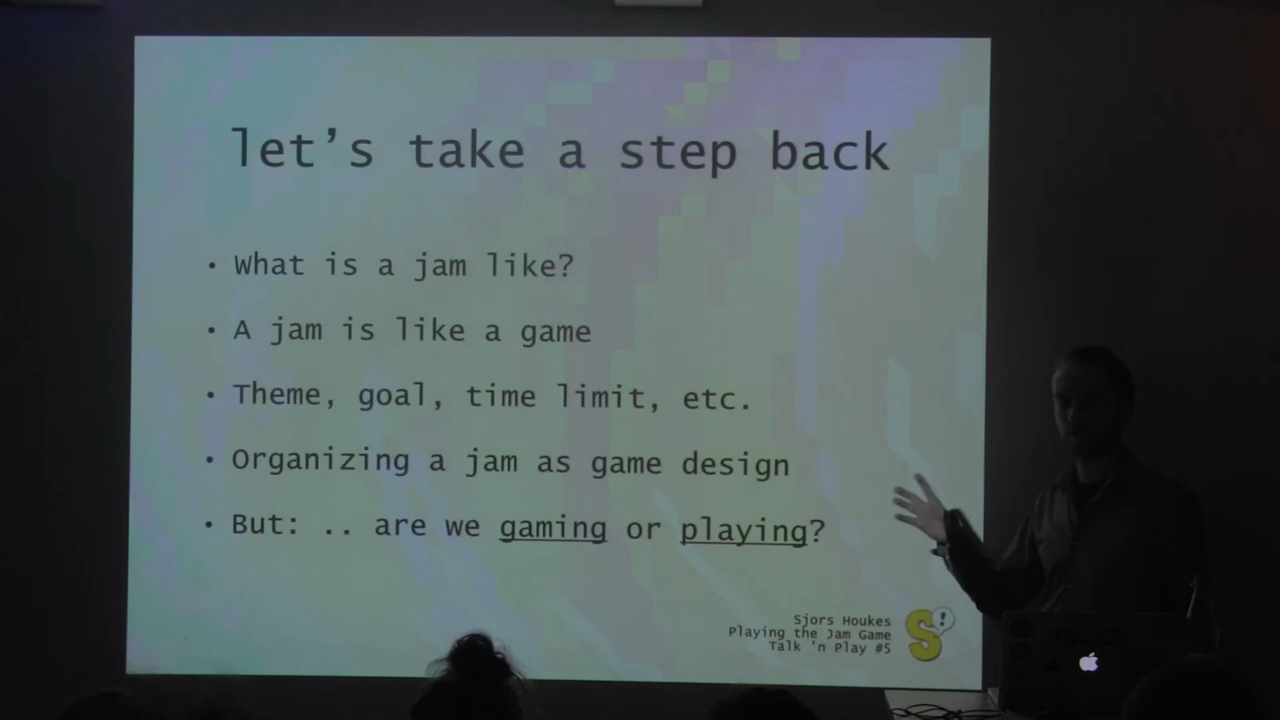 let's take a step back
• What is a jam like?
• A jam is like a game
• Theme, goal, time limit, etc.
• Organizing a jam as game design
• But: .. are we gaming or playing?
Sjors Houkes
Playing the Jam Game
Talk 'n Play #5
S!